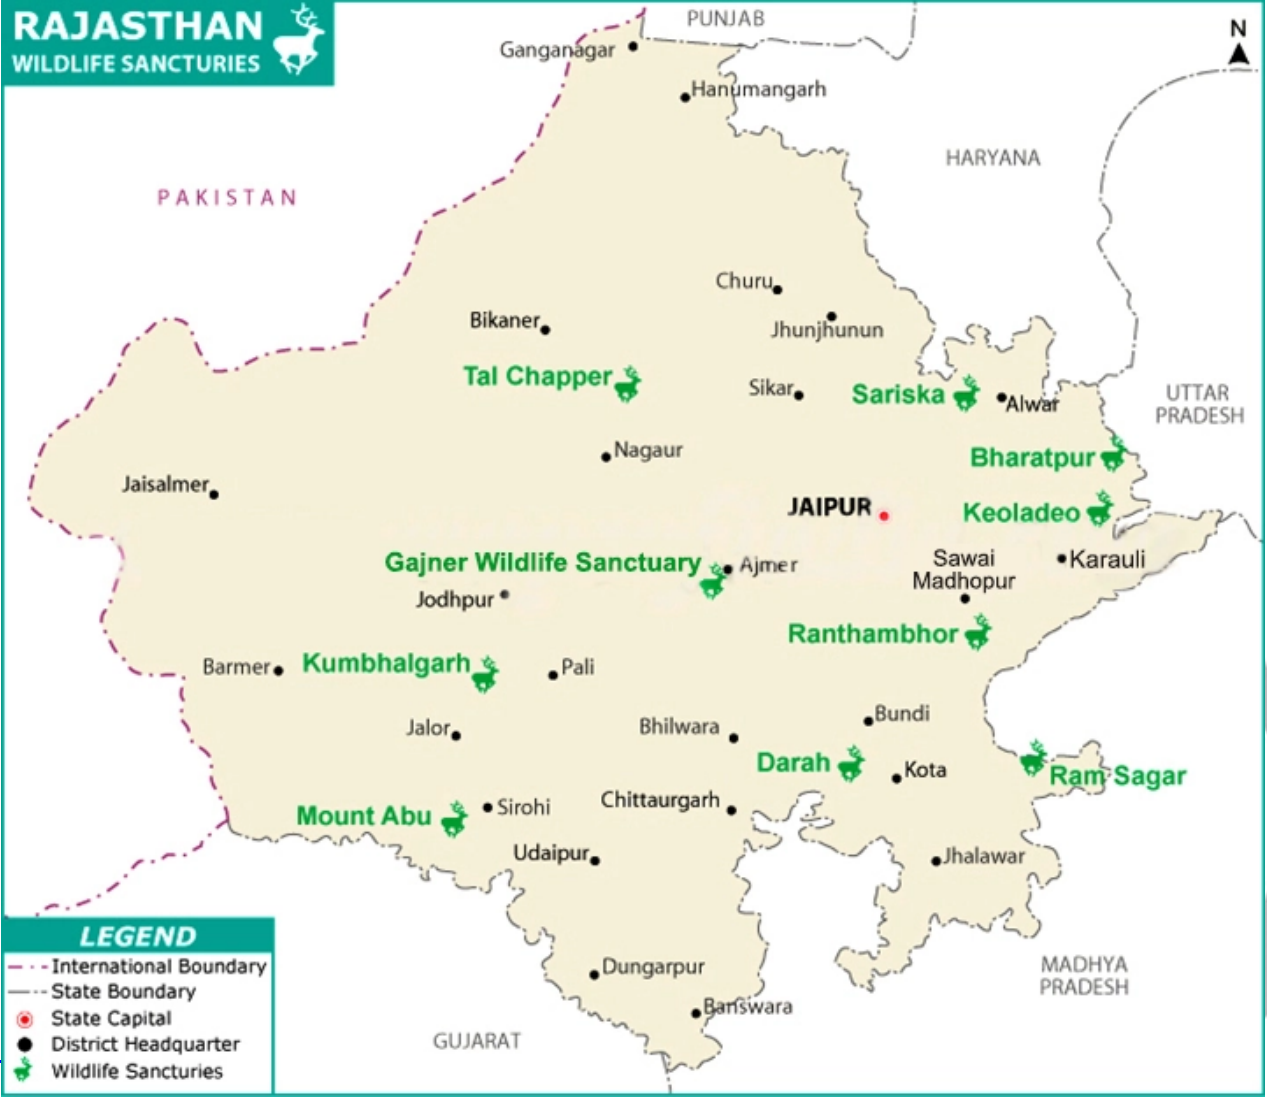 RAJASTHAN
WILDLIFE SANCTURIES
PUNJAB
N
Ganganagar
Hanumangarh
HARYANA
PAKISTAN
Churu
Bikaner
Jhunjhunun
Tal Chapper
Sikar
Sariska
Alwar
UTTAR
PRADESH
Nagaur
Bharatpur
Jaisalmer
JAIPUR
Keoladeo
Gajner Wildlife Sanctuary
Ajmer
Sawai
Madhopur
Karauli
Jodhpur
Ranthambhor
Barmer
Kumbhalgarh
Pali
Jalor
Bhilwara
Bundi
Darah
Kota
Ram Sagar
Mount Abu
Sirohi
Chittaurgarh
Udaipur
Jhalawar
LEGEND
International Boundary
State Boundary
State Capital
District Headquarter
Wildlife Sancturies
Dungarpur
Banswara
MADHYA
PRADESH
GUJARAT